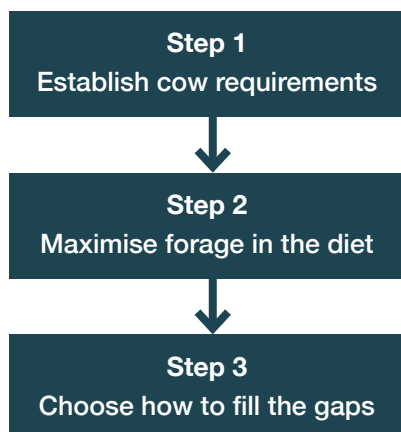 Step 1
Establish cow requirements
Step 2
Maximise forage in the diet
Step 3
Choose how to fill the gaps